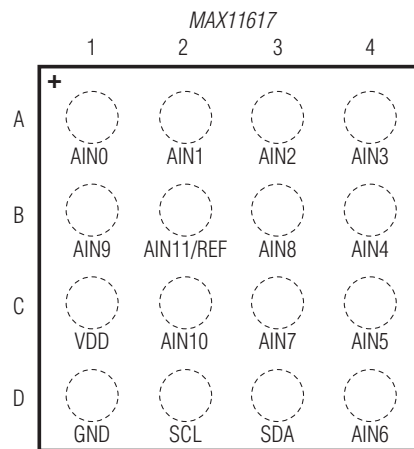 MAX11617
1 2 3 4
+
A
AIN0 AIN1 AIN2 AIN3
B
AIN9 AIN11/REF AIN8 AIN4
C
VDD AIN10 AIN7 AIN5
D
GND SCL SDA AIN6